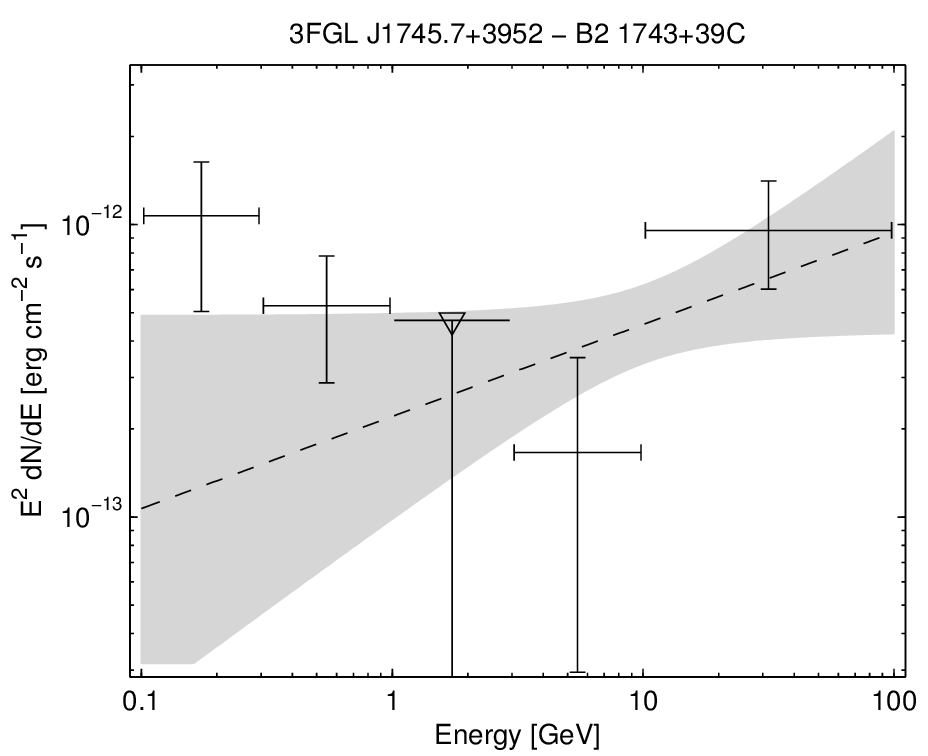 3FGL J1745.7+3952 − B2 1743+39C
E² dN/dE [erg cm⁻² s⁻¹]
10⁻¹²
10⁻¹³
0.1 1 10 100
Energy [GeV]